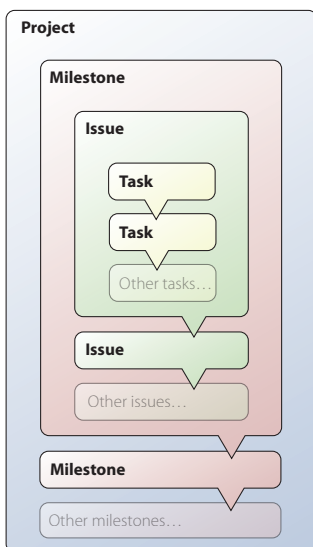 Project
Milestone
Issue
Task
Task
Other tasks…
Issue
Other issues…
Milestone
Other milestones…